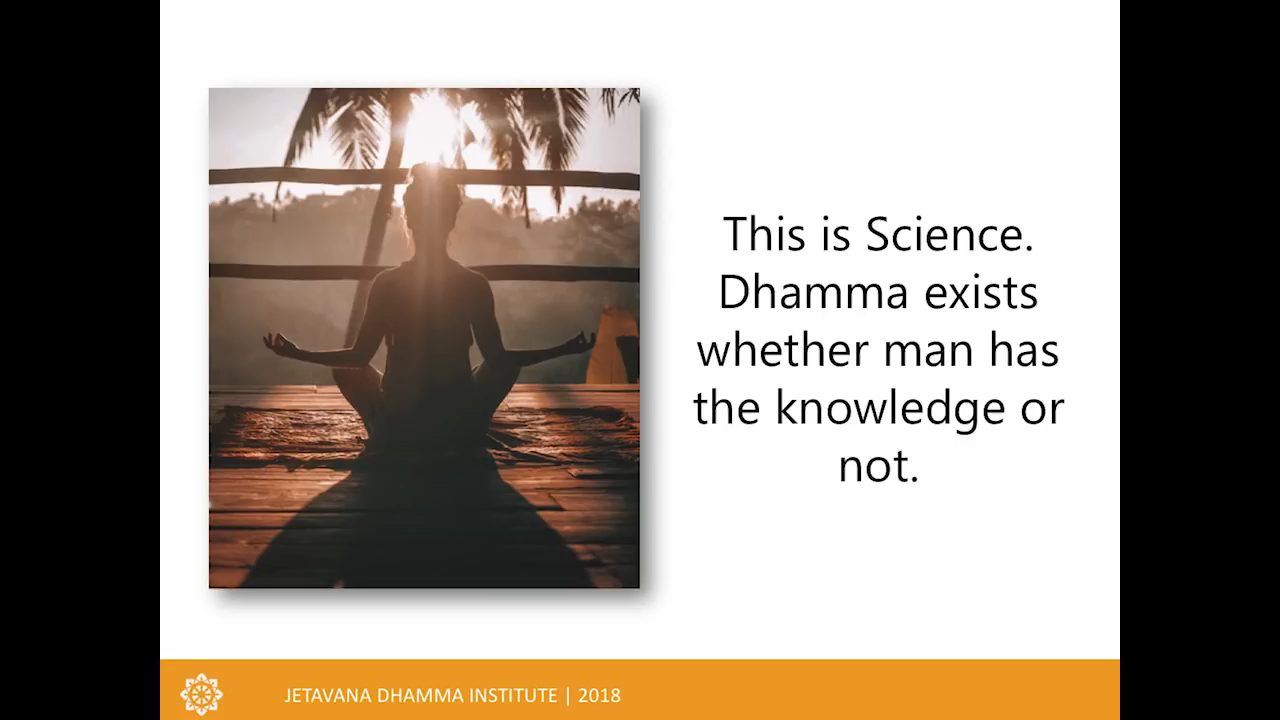 This is Science.
Dhamma exists
whether man has
the knowledge or
not.
JETAVANA DHAMMA INSTITUTE | 2018